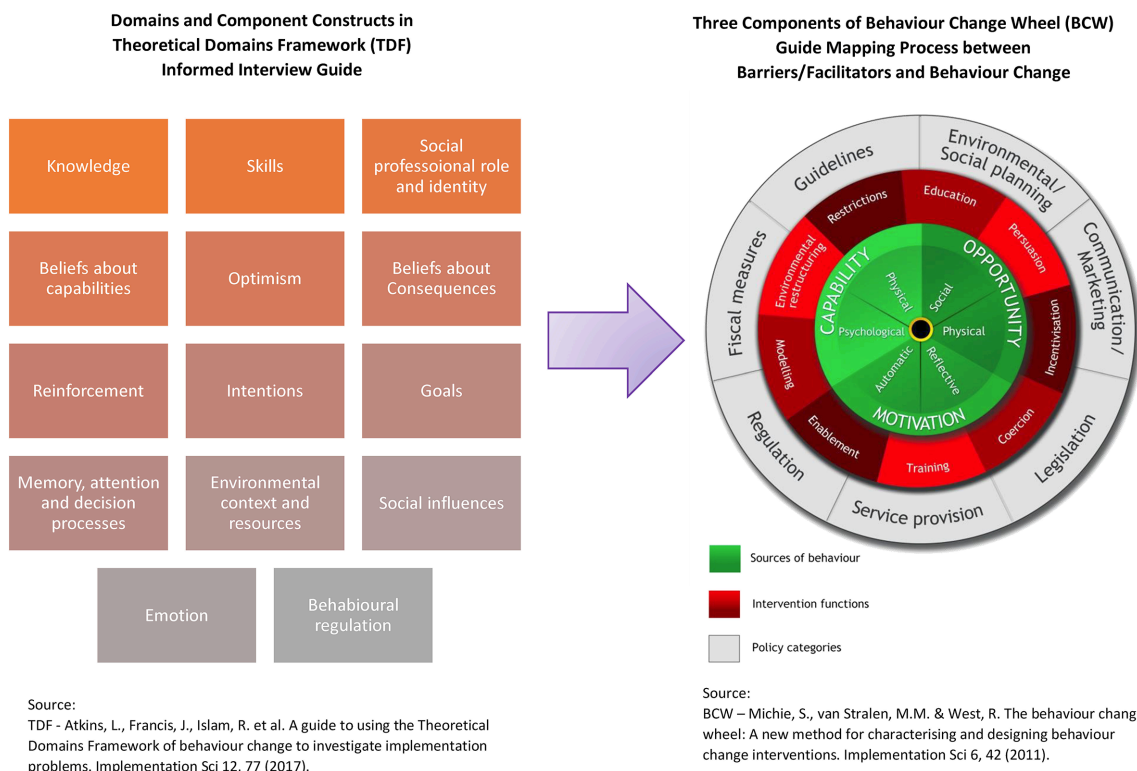 Domains and Component Constructs in
Theoretical Domains Framework (TDF)
Informed Interview Guide
Knowledge
Skills
Social
professoional role
and identity
Beliefs about
capabilities
Optimism
Beliefs about
Consequences
Reinforcement
Intentions
Goals
Memory, attention
and decision
processes
Environmental
context and
resources
Social influences
Emotion
Behabioural
regulation
Source:
TDF - Atkins, L., Francis, J., Islam, R. et al. A guide to using the Theoretical
Domains Framework of behaviour change to investigate implementation
problems. Implementation Sci 12, 77 (2017).
Three Components of Behaviour Change Wheel (BCW)
Guide Mapping Process between
Barriers/Facilitators and Behaviour Change
Guidelines
Environmental/
Social planning
Communication/
Marketing
Legislation
Service provision
Regulation
Fiscal measures
Restrictions
Education
Persuasion
Incentivisation
Coercion
Training
Enablement
Modelling
Environmental
restructuring
CAPABILITY
OPPORTUNITY
MOTIVATION
Physical
Social
Physical
Reflective
Automatic
Psychological
Sources of behaviour
Intervention functions
Policy categories
Source:
BCW – Michie, S., van Stralen, M.M. & West, R. The behaviour chang
wheel: A new method for characterising and designing behaviour
change interventions. Implementation Sci 6, 42 (2011).